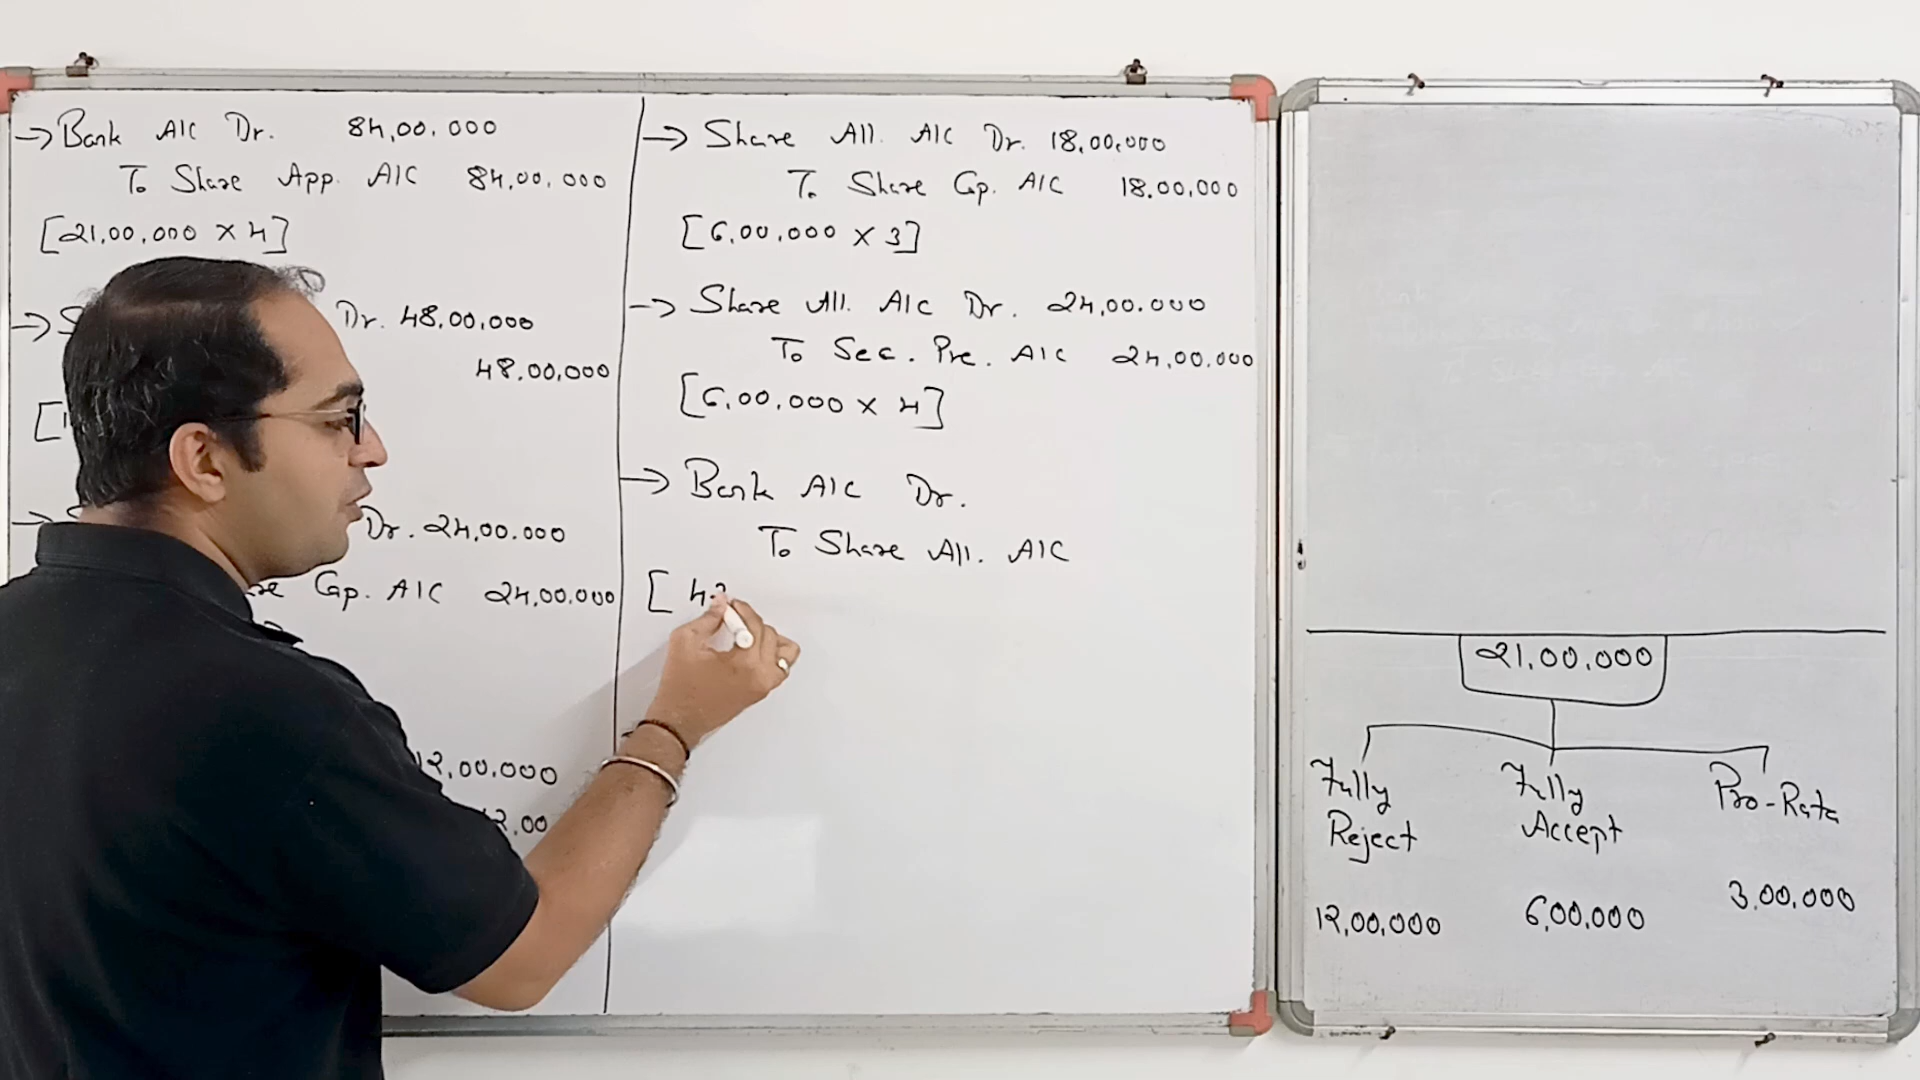 → Bank A/C Dr. 84,00,000
To Share App. A/C 84,00,000
[21,00,000 × 4]
→ S Dr. 48,00,000
48,00,000
[1
→ S Dr. 24,00,000
Cap. A/C 24,00,000
12,00,000
2,00
→ Share All. A/C Dr. 18,00,000
To Share Cap. A/C 18,00,000
[6,00,000 × 3]
→ Share All. A/C Dr. 24,00,000
To Sec. Pre. A/C 24,00,000
[6,00,000 × 4]
→ Bank A/C Dr.
To Share All. A/C
[ 4
21,00,000
Fully Reject
Fully Accept
Pro-Rata
12,00,000
6,00,000
3,00,000